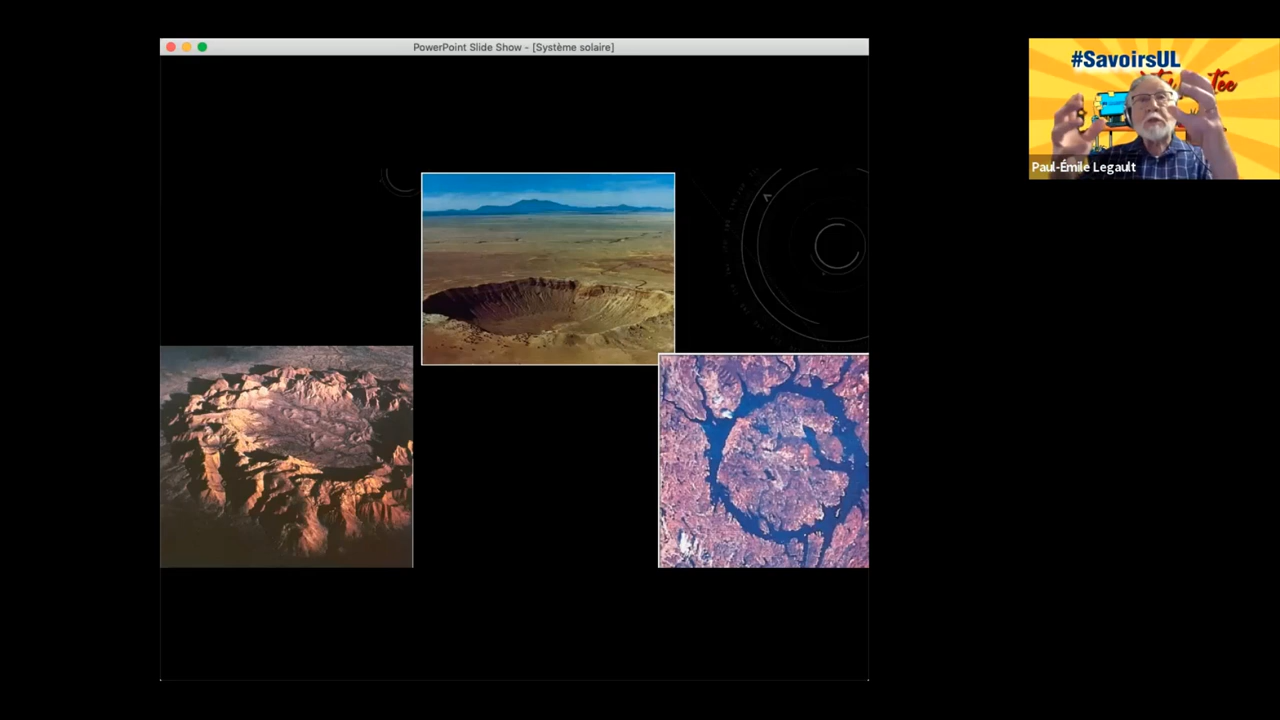 PowerPoint Slide Show - [Système solaire]
#SavoirsUL
Paul-Émile Legault